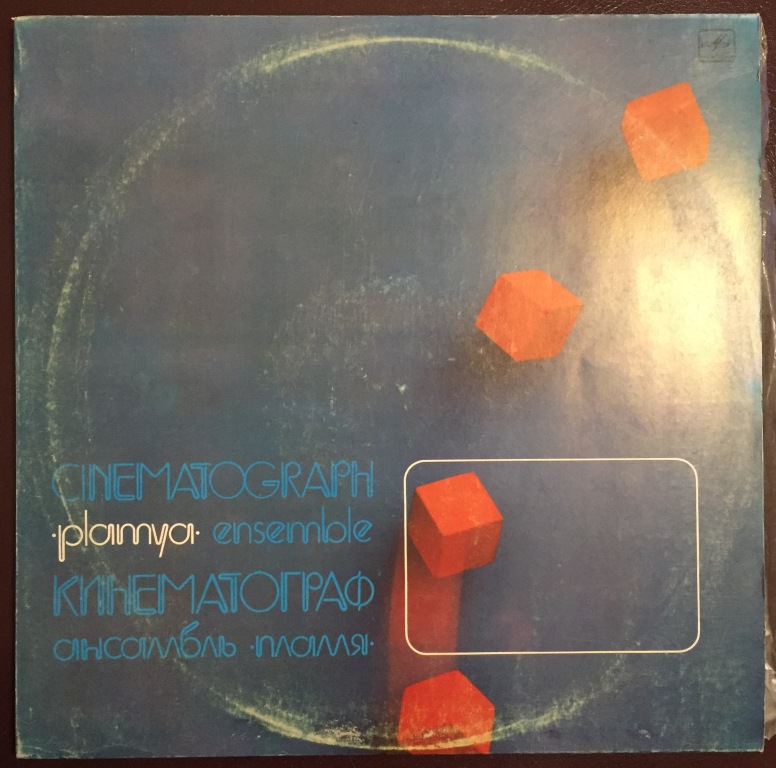 CINEMATOGRAPH
·plamya· ensemble
КИНЕМАТОГРАФ
ансамбль ·пламя·